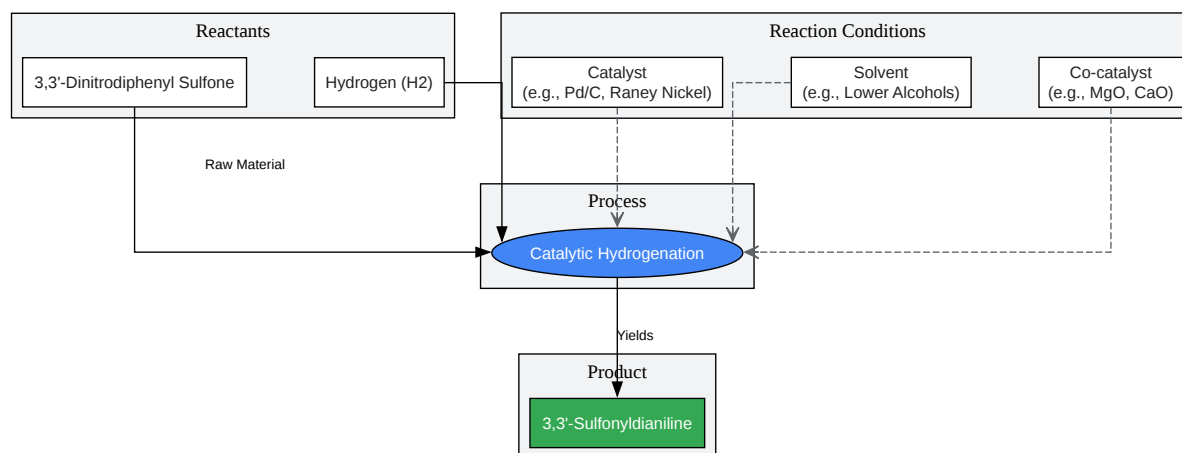 Reactants
Reaction Conditions
3,3'-Dinitrodiphenyl Sulfone
Hydrogen (H2)
Catalyst
(e.g., Pd/C, Raney Nickel)
Solvent
(e.g., Lower Alcohols)
Co-catalyst
(e.g., MgO, CaO)
Raw Material
Process
Catalytic Hydrogenation
Yields
Product
3,3'-Sulfonyldianiline